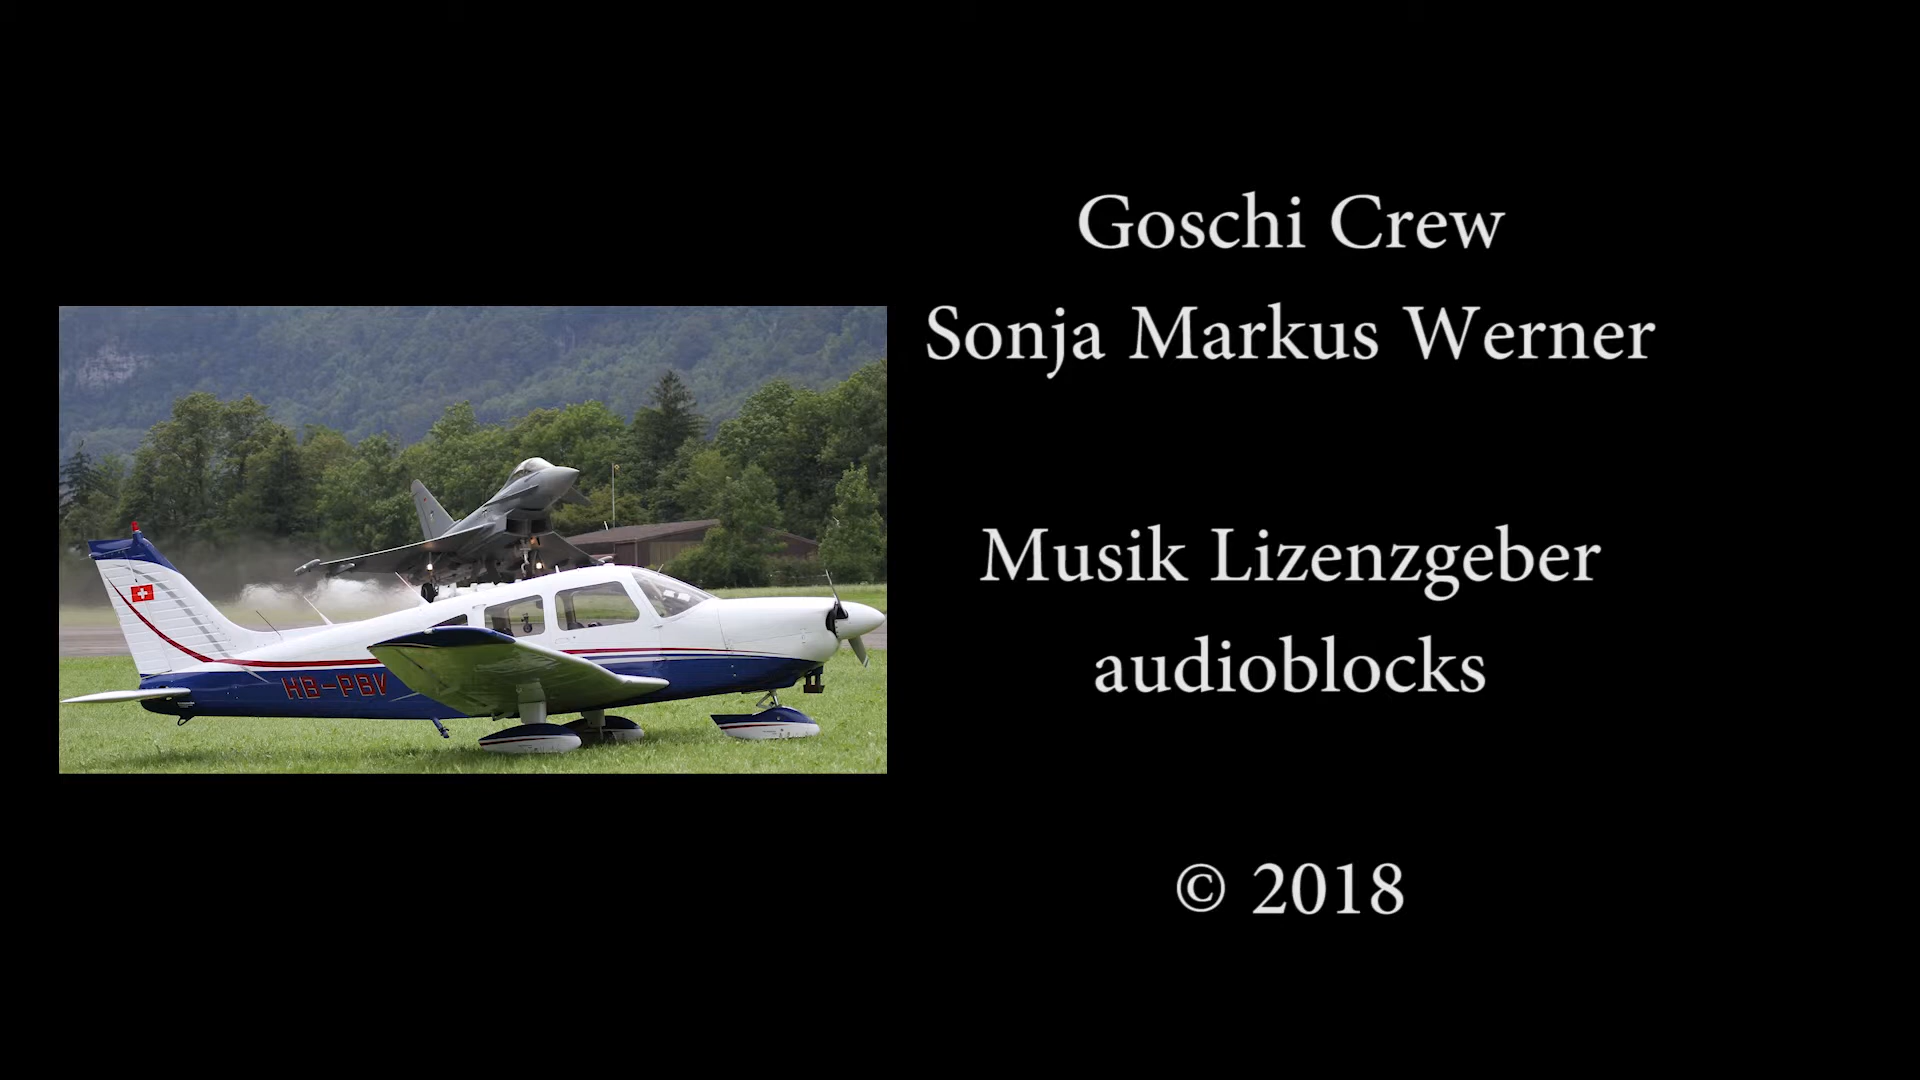 HB-PBV
Goschi Crew
Sonja Markus Werner
Musik Lizenzgeber
audioblocks
© 2018